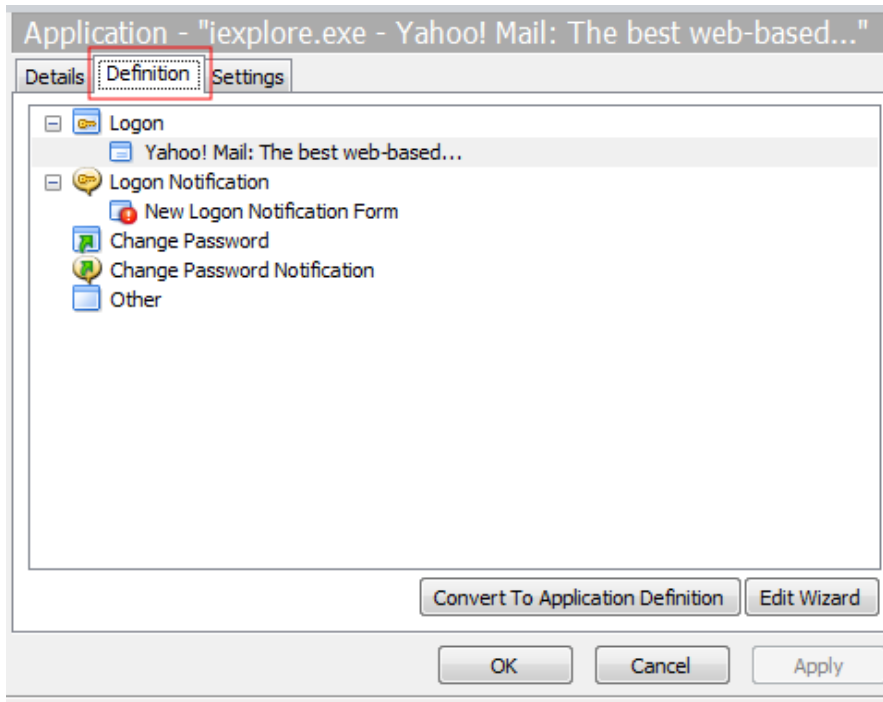 Application - "iexplore.exe - Yahoo! Mail: The best web-based..."
Details Definition Settings
Logon
Yahoo! Mail: The best web-based...
Logon Notification
New Logon Notification Form
Change Password
Change Password Notification
Other
Convert To Application Definition Edit Wizard
OK Cancel Apply